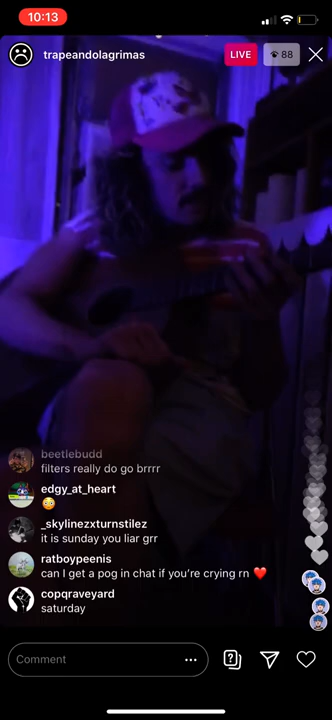 10:13
trapeandolagrimas
LIVE
88
beetlebudd
filters really do go brrrr
edgy_at_heart
😳
_skylinezxturnstilez
it is sunday you liar grr
ratboypeenis
can I get a pog in chat if you're crying rn ❤️
copqraveyard
saturday
Comment